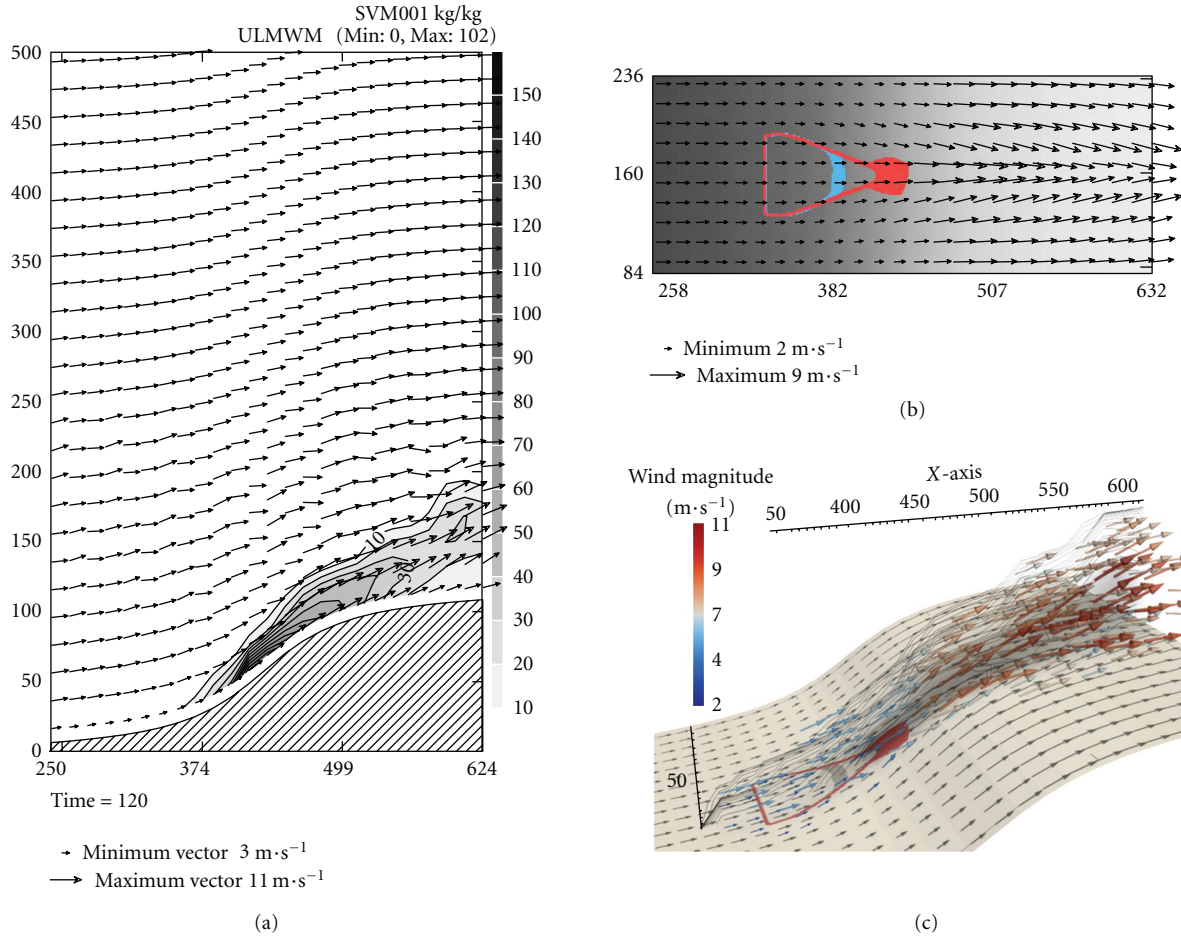 SVM001 kg/kg
ULMWM (Min: 0, Max: 102)
500
450
400
350
300
250
200
150
100
50
0
250 374 499 624
150
140
130
120
110
100
90
80
70
60
50
40
30
20
10
10
30
Time = 120
Minimum vector 3 m·s−1
Maximum vector 11 m·s−1
(a)
236
160
84
258 382 507 632
Minimum 2 m·s−1
Maximum 9 m·s−1
(b)
Wind magnitude
(m·s−1)
11
9
7
4
2
X-axis
50 400 450 500 550 600
50
(c)